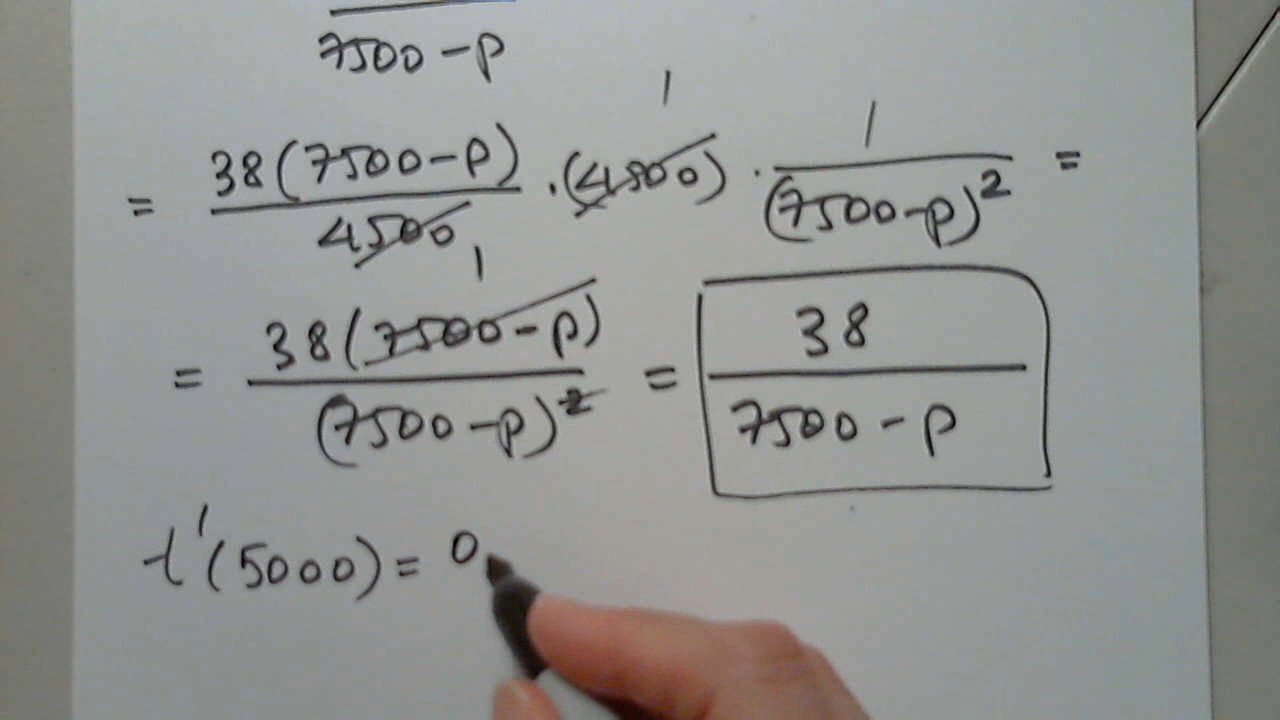 7500 - p
= 38(7500-p)/4500 · (4500) · 1/(7500-p)² =
1 1
= 38(7500-p)/(7500-p)² = 38/(7500-p)
t'(5000) = 0